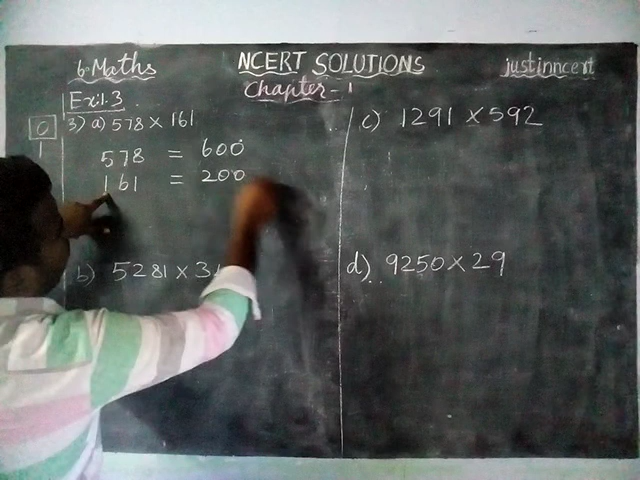 6. Maths
NCERT SOLUTIONS
justinncert
Chapter - 1
Ex:1.3
Q
3) a) 578 × 161
578 = 600
161 = 200
b) 5281 × 3
c) 1291 × 592
d) 9250 × 29